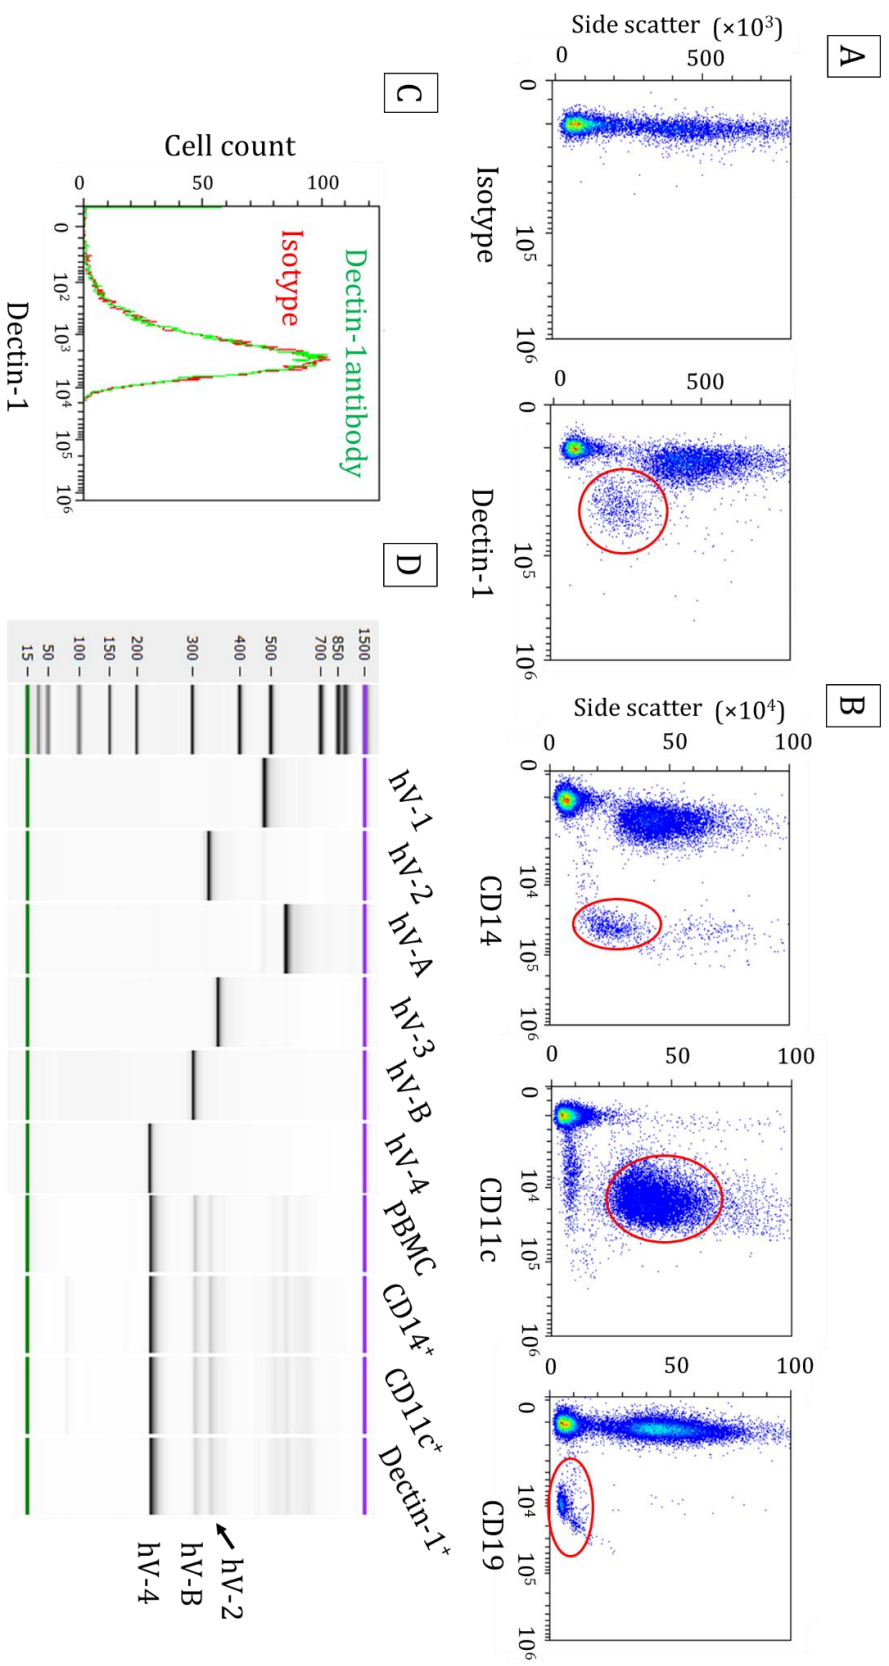 A
Side scatter (×10³)
0 500
0 10⁵ 10⁶
Isotype
0 500
0 10⁵ 10⁶
Dectin-1
B
Side scatter (×10⁴)
0 50 100
0 10⁴ 10⁵ 10⁶
CD14
0 50 100
0 10⁴ 10⁵ 10⁶
CD11c
0 50 100
0 10⁴ 10⁵ 10⁶
CD19
C
Cell count
0 50 100
Dectin-1antibody
Isotype
0 10² 10³ 10⁴ 10⁵ 10⁶
Dectin-1
D
hV-1 hV-2 hV-A hV-3 hV-B hV-4 PBMC CD14⁺ CD11c⁺ Dectin-1⁺
1500
850
700
500
400
300
200
150
100
50
15
hV-2
hV-B
hV-4